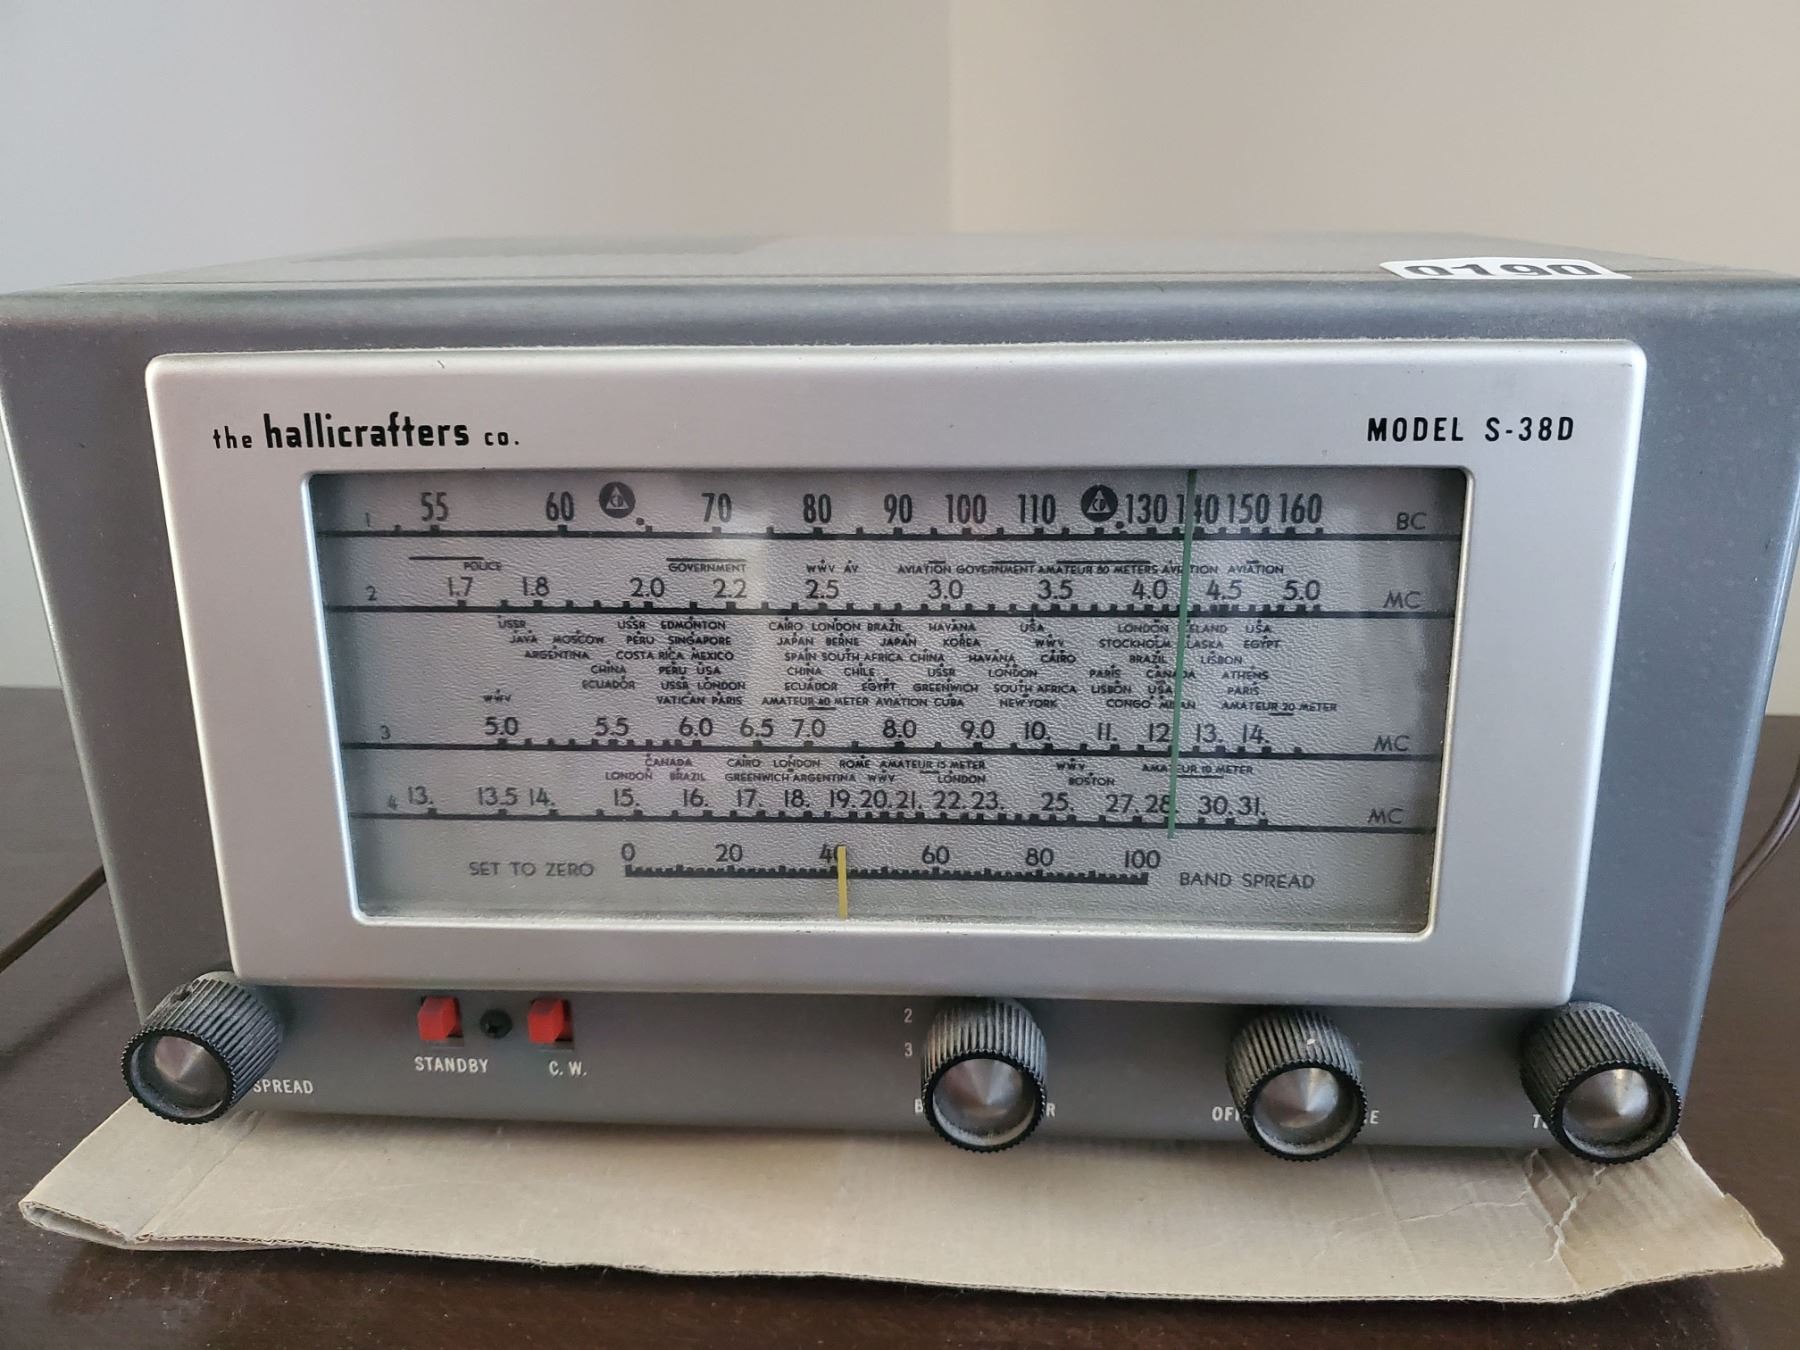 0190
the hallicrafters co. MODEL S-38D
1 55 60 CD 70 80 90 100 110 CD 130 140 150 160 BC
POLICE GOVERNMENT WWV AV AVIATION GOVERNMENT AMATEUR 80 METERS AVIATION AVIATION
2 1.7 1.8 2.0 2.2 2.5 3.0 3.5 4.0 4.5 5.0 MC
USSR USSR EDMONTON CAIRO LONDON BRAZIL HAVANA USA LONDON ICELAND USA
JAVA MOSCOW PERU SINGAPORE JAPAN BERNE JAPAN KOREA WWV STOCKHOLM ALASKA EGYPT
ARGENTINA COSTA RICA MEXICO SPAIN SOUTH AFRICA CHINA HAVANA CAIRO BRAZIL LISBON
CHINA PERU USA CHINA CHILE USSR LONDON PARIS CANADA ATHENS
ECUADOR USSR LONDON ECUADOR EGYPT GREENWICH SOUTH AFRICA LISBON USA PARIS
WWV VATICAN PARIS AMATEUR 40 METER AVIATION CUBA NEW YORK CONGO MILAN AMATEUR 20 METER
3 5.0 5.5 6.0 6.5 7.0 8.0 9.0 10. 11. 12 13. 14. MC
CANADA CAIRO LONDON ROME AMATEUR 15 METER WWV AMATEUR 10 METER
LONDON BRAZIL GREENWICH ARGENTINA WWV LONDON BOSTON
4 13. 13.5 14. 15. 16. 17. 18. 19. 20. 21. 22. 23. 25. 27. 28. 30. 31. MC
SET TO ZERO 0 20 40 60 80 100 BAND SPREAD
2
3
SPREAD STANDBY C.W.